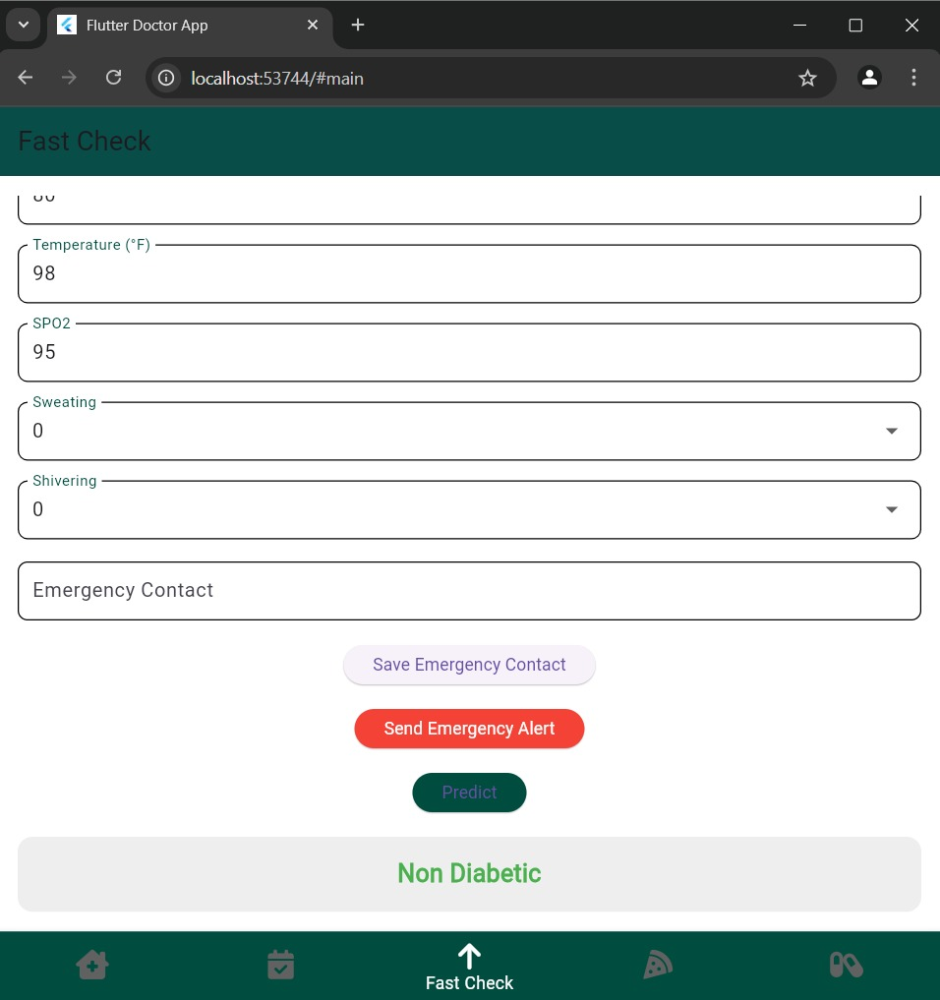 Flutter Doctor App
localhost:53744/#main
Fast Check
Temperature (°F)
98
SPO2
95
Sweating
0
Shivering
0
Emergency Contact
Save Emergency Contact
Send Emergency Alert
Predict
Non Diabetic
Fast Check